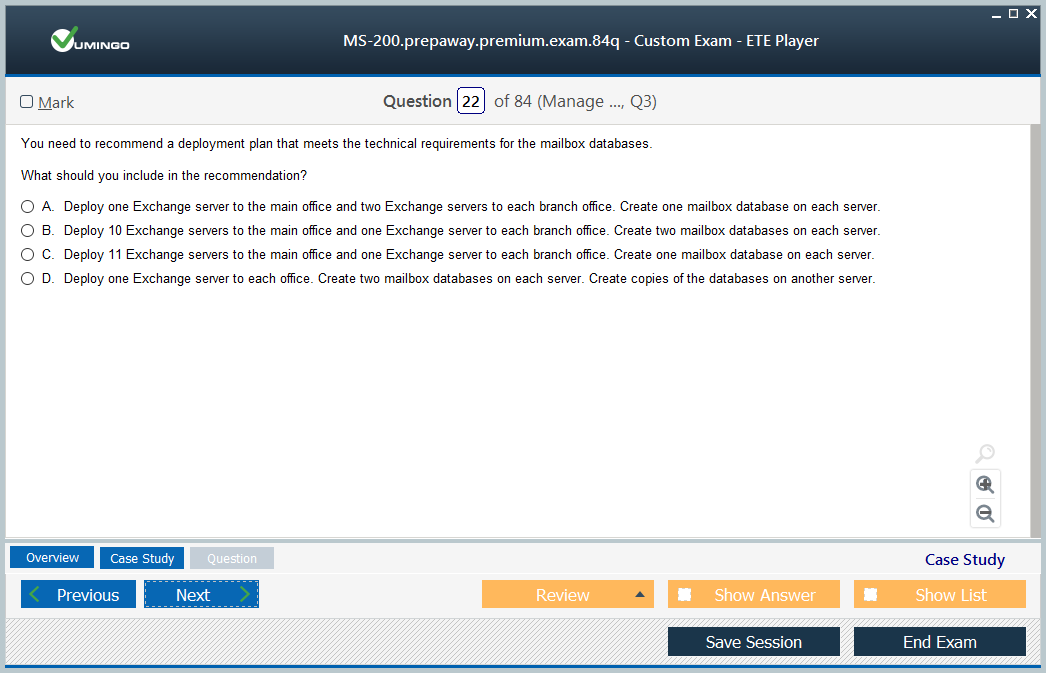 VUMINGO
MS-200.prepaway.premium.exam.84q - Custom Exam - ETE Player
Mark
Question 22 of 84 (Manage ..., Q3)
You need to recommend a deployment plan that meets the technical requirements for the mailbox databases.
What should you include in the recommendation?
A. Deploy one Exchange server to the main office and two Exchange servers to each branch office. Create one mailbox database on each server.
B. Deploy 10 Exchange servers to the main office and one Exchange server to each branch office. Create two mailbox databases on each server.
C. Deploy 11 Exchange servers to the main office and one Exchange server to each branch office. Create one mailbox database on each server.
D. Deploy one Exchange server to each office. Create two mailbox databases on each server. Create copies of the databases on another server.
Overview Case Study Question Case Study
Previous Next Review Show Answer Show List
Save Session End Exam